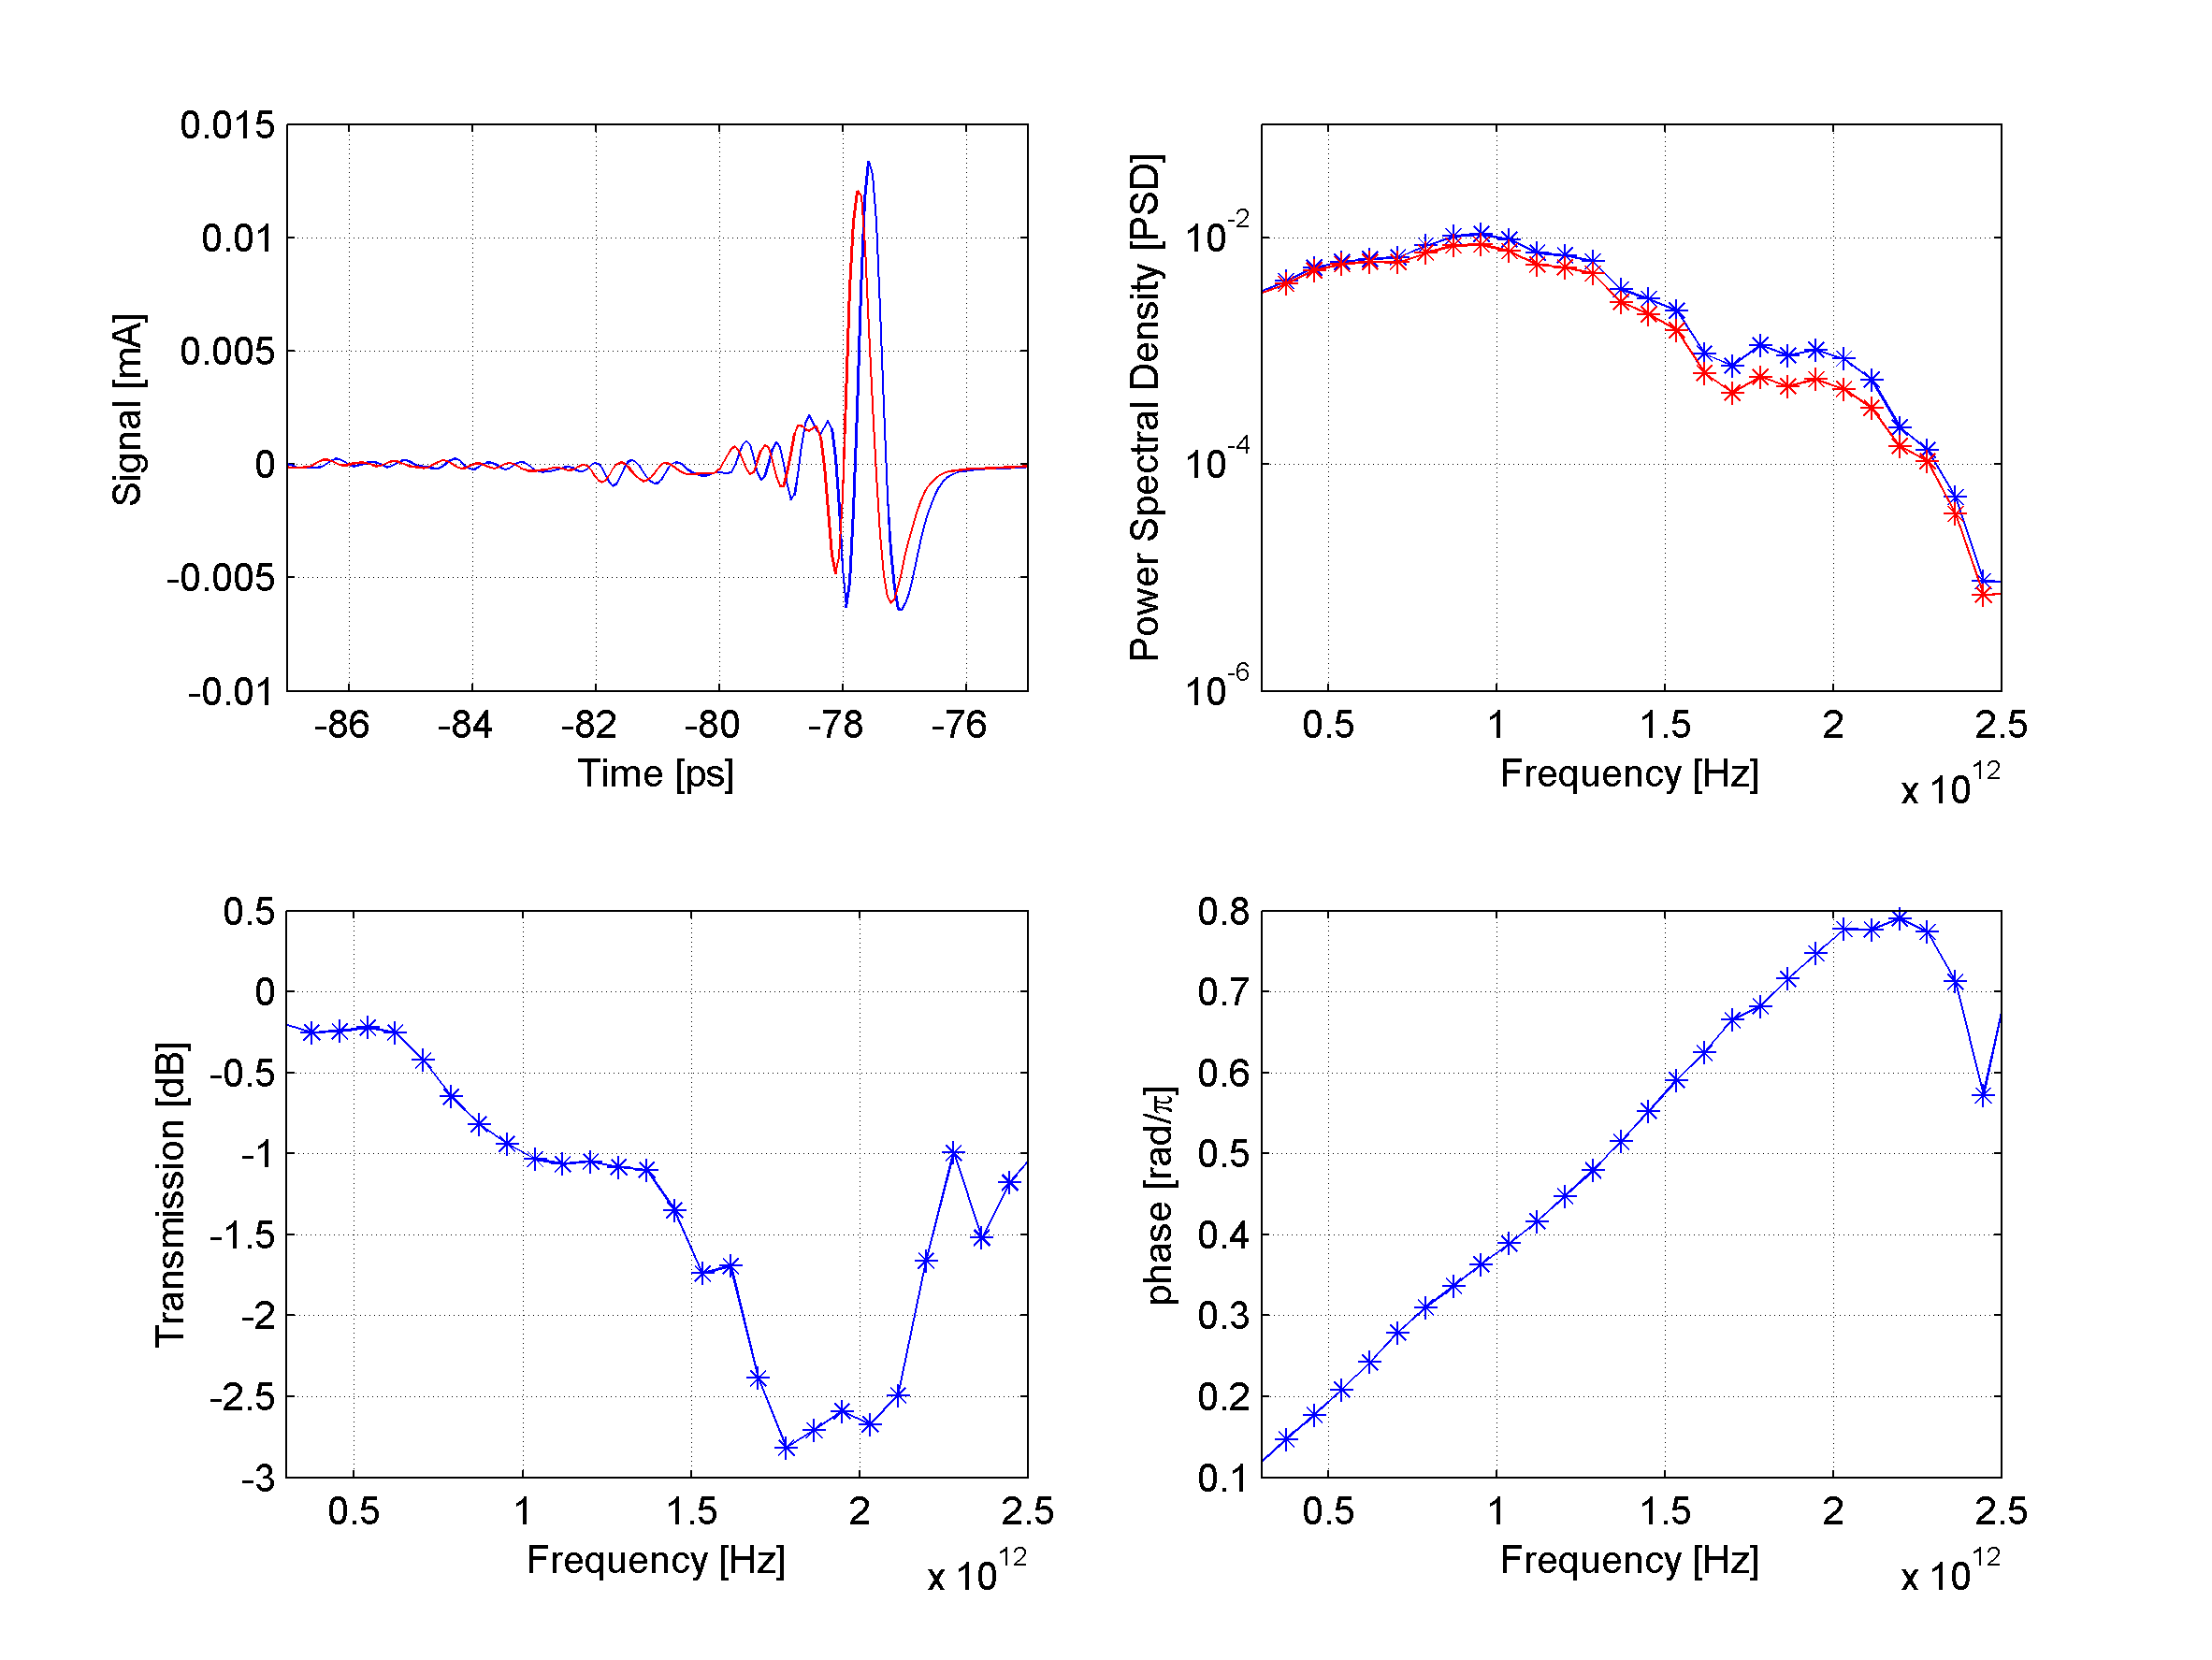 0.015
0.01
0.005
0
-0.005
-0.01
Signal [mA]
-86 -84 -82 -80 -78 -76
Time [ps]
10-2
10-4
10-6
Power Spectral Density [PSD]
0.5 1 1.5 2 2.5
Frequency [Hz]
x 1012
0.5
0
-0.5
-1
-1.5
-2
-2.5
-3
Transmission [dB]
0.5 1 1.5 2 2.5
Frequency [Hz]
x 1012
0.8
0.7
0.6
0.5
0.4
0.3
0.2
0.1
phase [rad/π]
0.5 1 1.5 2 2.5
Frequency [Hz]
x 1012